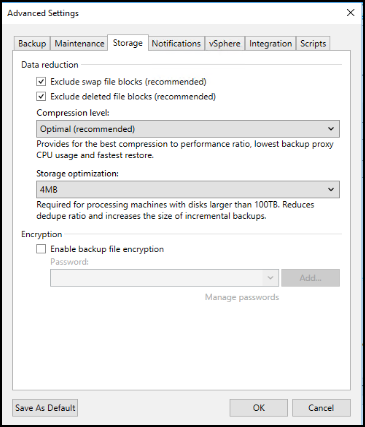 Advanced Settings
Backup Maintenance Storage Notifications vSphere Integration Scripts
Data reduction
Exclude swap file blocks (recommended)
Exclude deleted file blocks (recommended)
Compression level:
Optimal (recommended)
Provides for the best compression to performance ratio, lowest backup proxy
CPU usage and fastest restore.
Storage optimization:
4MB
Required for processing machines with disks larger than 100TB. Reduces
dedupe ratio and increases the size of incremental backups.
Encryption
Enable backup file encryption
Password:
Add...
Manage passwords
Save As Default OK Cancel